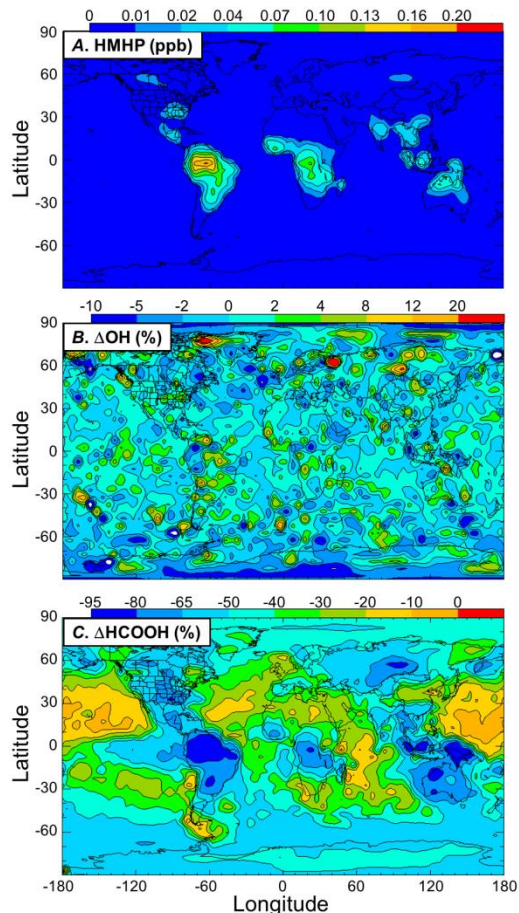 0 0.01 0.02 0.04 0.07 0.10 0.13 0.16 0.20
A. HMHP (ppb)
90
60
30
0
-30
-60
Latitude
-10 -5 -2 0 2 4 8 12 20
B. ΔOH (%)
90
60
30
0
-30
-60
Latitude
-95 -80 -65 -50 -40 -30 -20 -10 0
C. ΔHCOOH (%)
90
60
30
0
-30
-60
Latitude
-180 -120 -60 0 60 120 180
Longitude